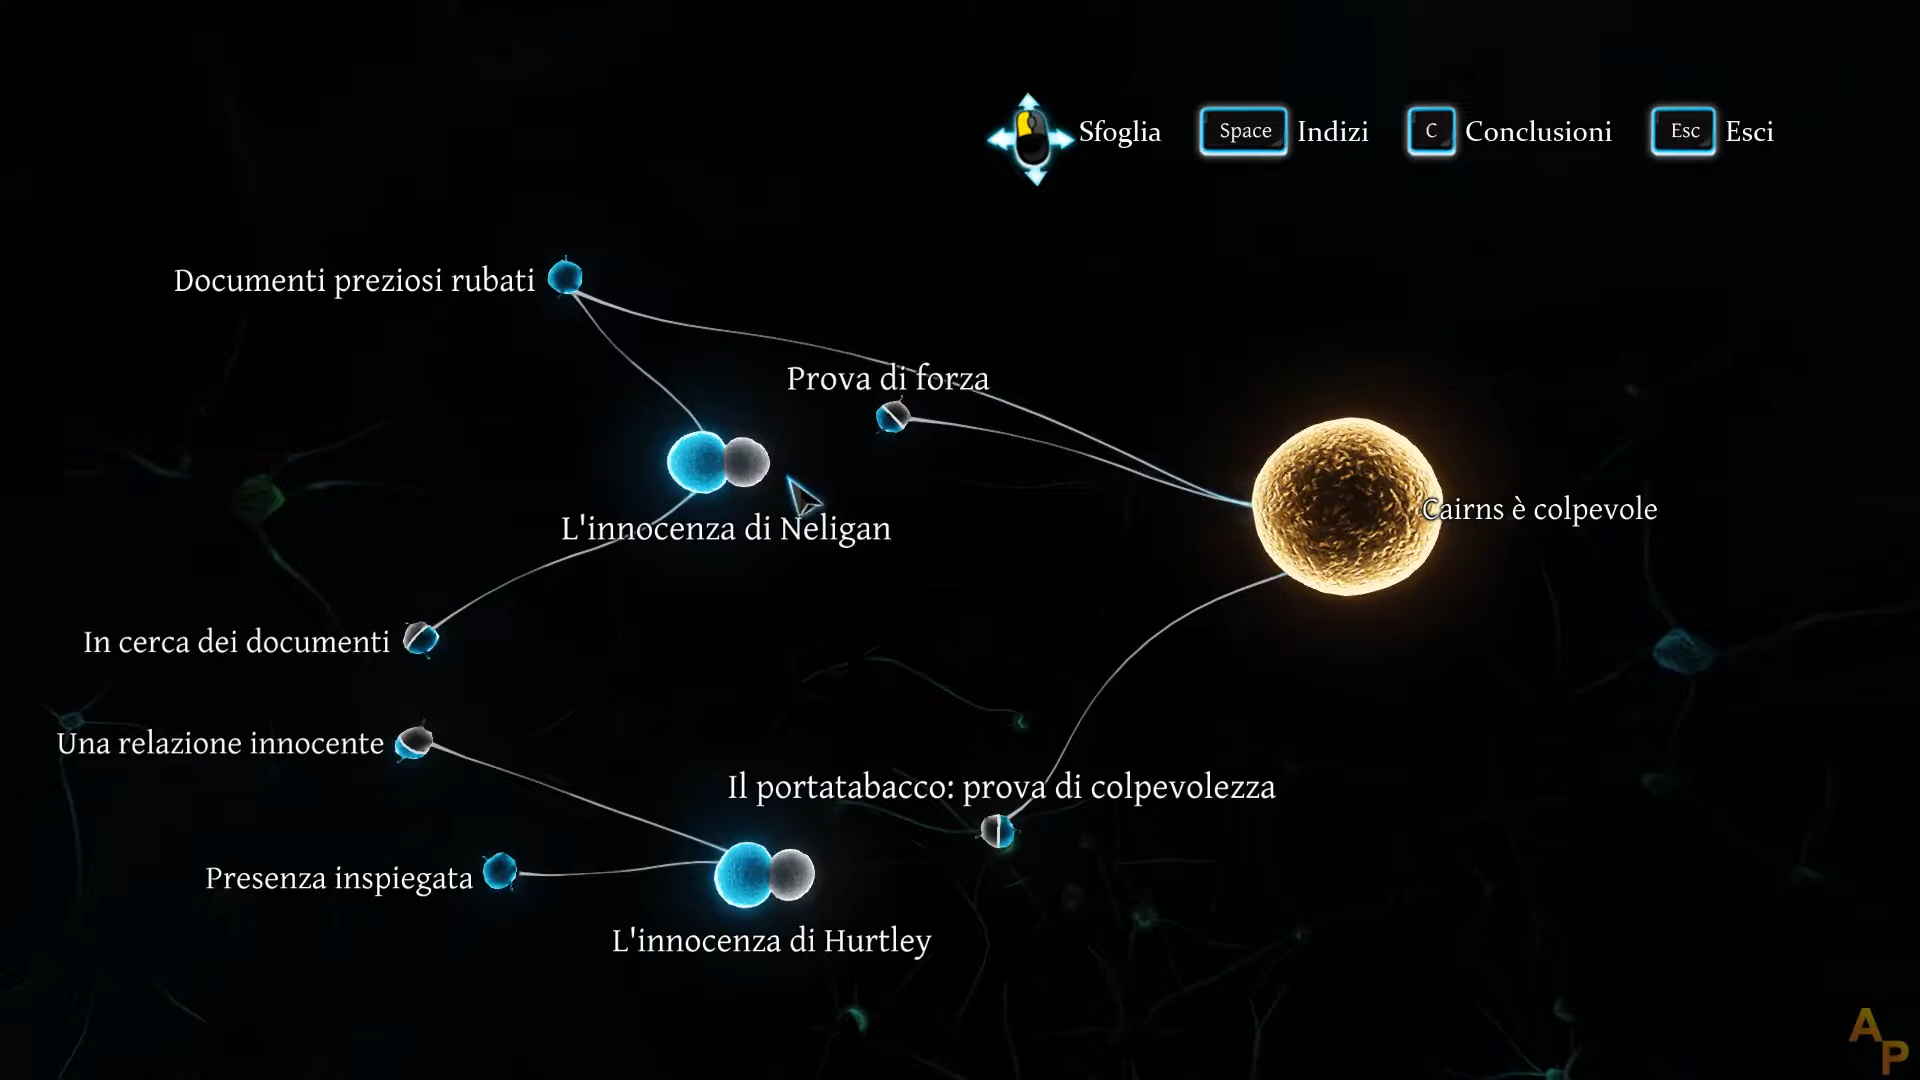 Sfoglia
Space Indizi
C Conclusioni
Esc Esci
Documenti preziosi rubati
Prova di forza
Cairns è colpevole
L'innocenza di Neligan
In cerca dei documenti
Una relazione innocente
Il portatabacco: prova di colpevolezza
Presenza inspiegata
L'innocenza di Hurtley
AP